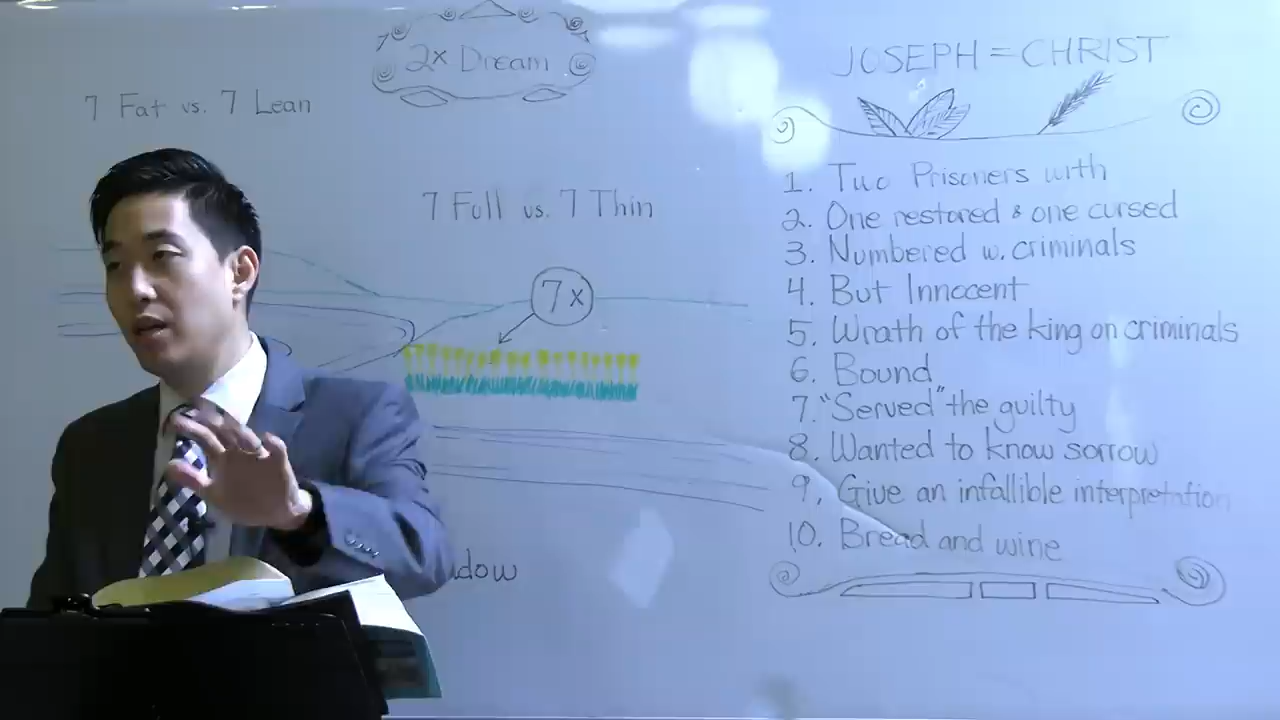 2x Dream
7 Fat vs. 7 Lean
7 Full vs. 7 Thin
7x
JOSEPH = CHRIST
1. Two Prisoners with
2. One restored & one cursed
3. Numbered w. criminals
4. But Innocent
5. Wrath of the king on criminals
6. Bound
7. "Served" the guilty
8. Wanted to know sorrow
9. Give an infallible interpretation
10. Bread and wine